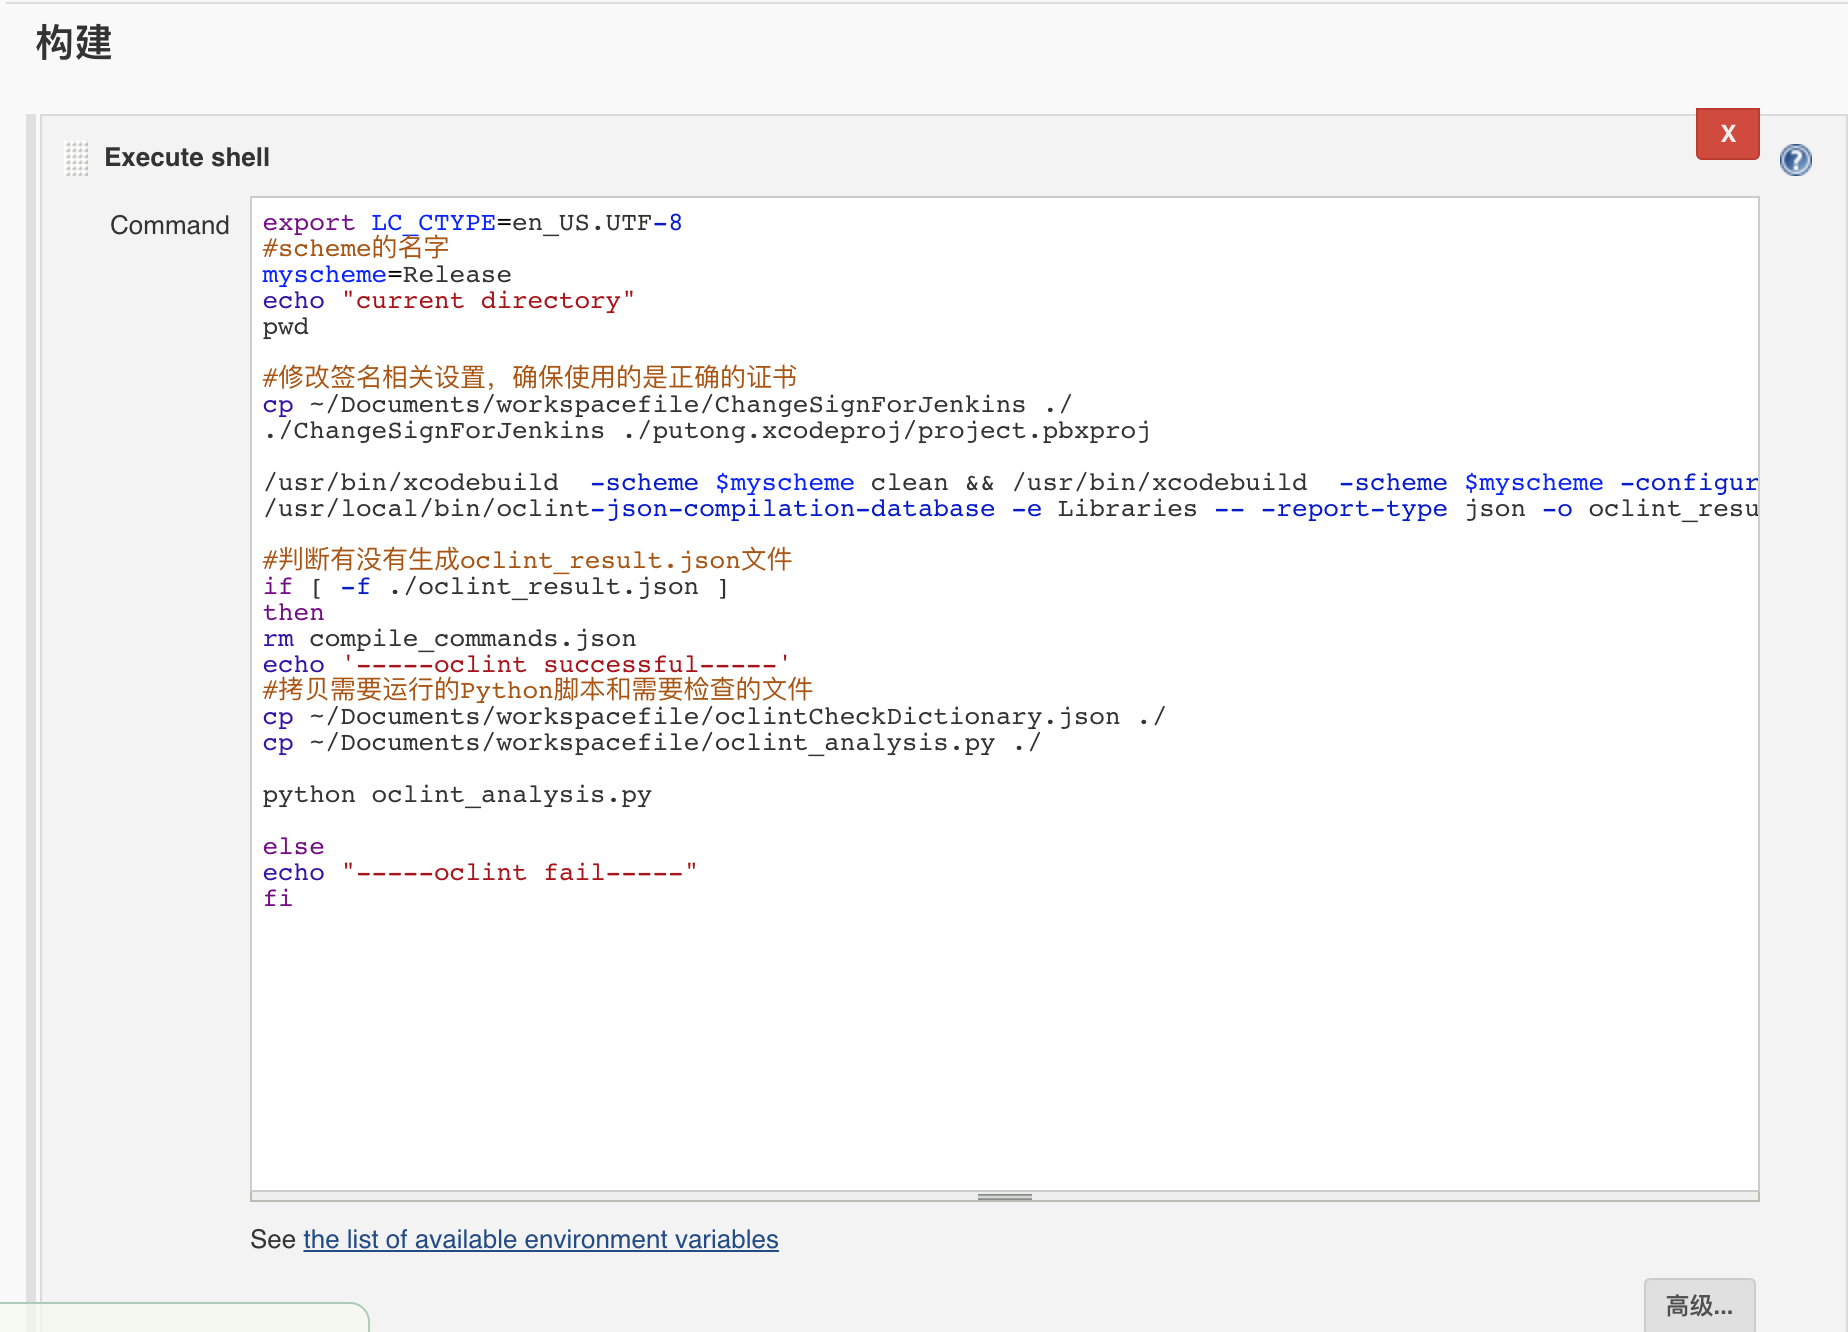 构建
X
Execute shell
?
Command
export LC_CTYPE=en_US.UTF-8
#scheme的名字
myscheme=Release
echo "current directory"
pwd
#修改签名相关设置，确保使用的是正确的证书
cp ~/Documents/workspacefile/ChangeSignForJenkins ./
./ChangeSignForJenkins ./putong.xcodeproj/project.pbxproj
/usr/bin/xcodebuild  -scheme $myscheme clean && /usr/bin/xcodebuild  -scheme $myscheme -configur
/usr/local/bin/oclint-json-compilation-database -e Libraries -- -report-type json -o oclint_resu
#判断有没有生成oclint_result.json文件
if [ -f ./oclint_result.json ]
then
rm compile_commands.json
echo '-----oclint successful-----'
#拷贝需要运行的Python脚本和需要检查的文件
cp ~/Documents/workspacefile/oclintCheckDictionary.json ./
cp ~/Documents/workspacefile/oclint_analysis.py ./
python oclint_analysis.py
else
echo "-----oclint fail-----"
fi
See the list of available environment variables
高级...